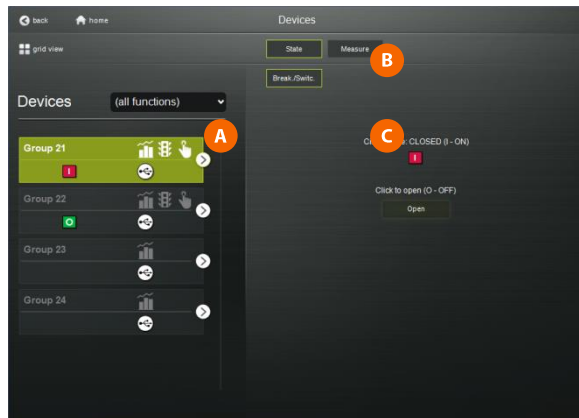 back home Devices
grid view State Measure
B
Break./Switc.
Devices (all functions)
A
C
CLOSED (I - ON)
Group 21
I
I
Click to open (O - OFF)
Group 22
Open
O
Group 23
Group 24